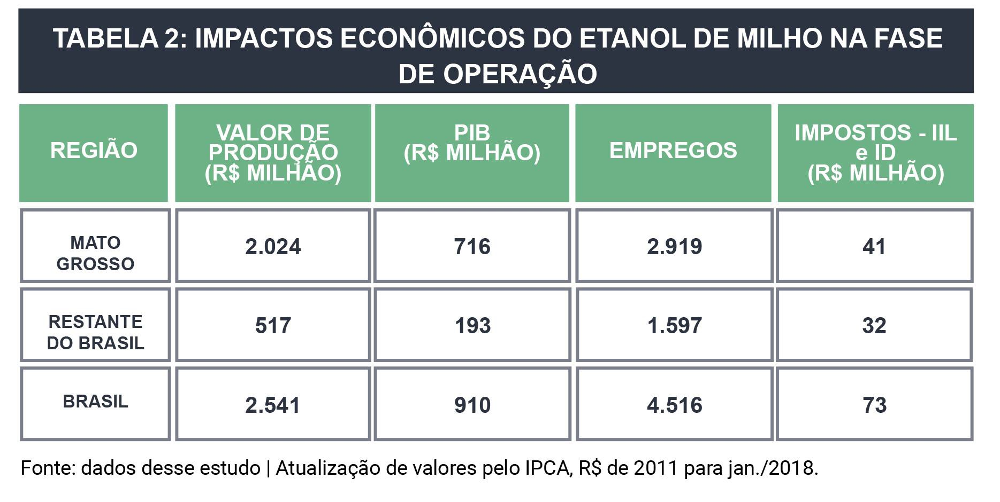 TABELA 2: IMPACTOS ECONÔMICOS DO ETANOL DE MILHO NA FASE
DE OPERAÇÃO
REGIÃO
VALOR DE
PRODUÇÃO
(R$ MILHÃO)
PIB
(R$ MILHÃO)
EMPREGOS
IMPOSTOS - IIL
e ID
(R$ MILHÃO)
MATO
GROSSO
2.024
716
2.919
41
RESTANTE
DO BRASIL
517
193
1.597
32
BRASIL
2.541
910
4.516
73
Fonte: dados desse estudo | Atualização de valores pelo IPCA, R$ de 2011 para jan./2018.